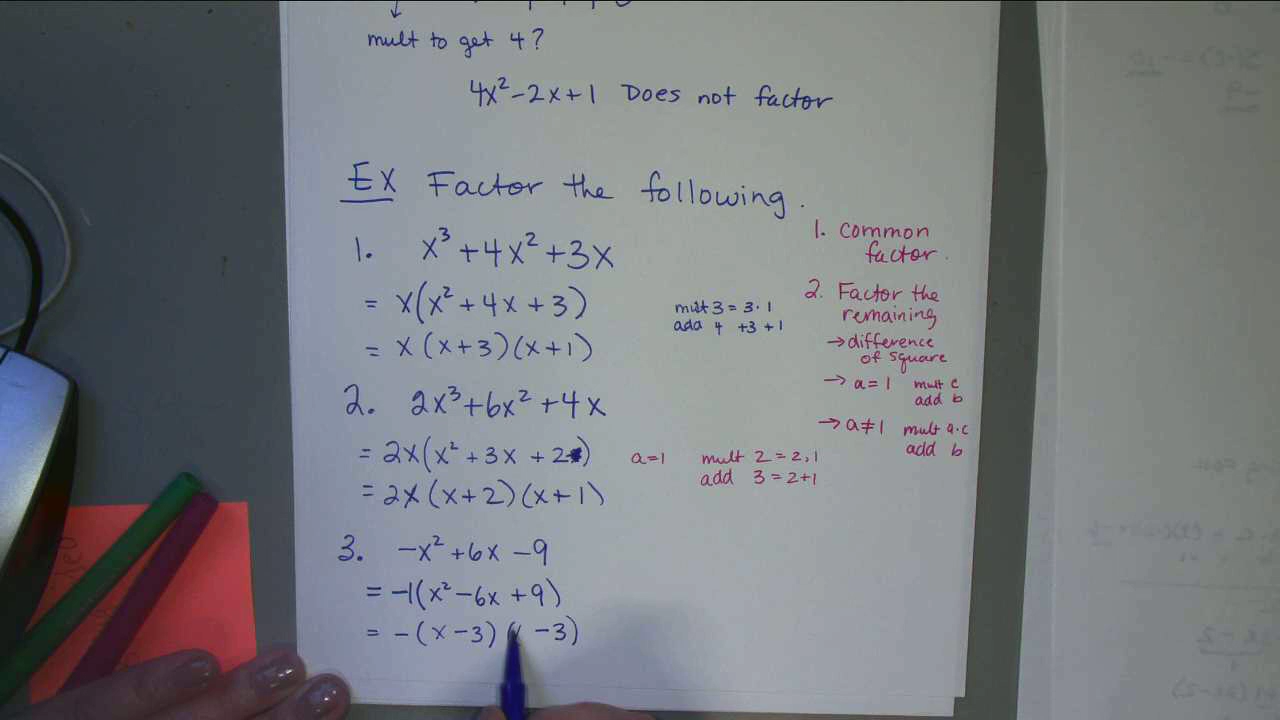 mult to get 4?
4x² - 2x + 1 Does not factor
Ex Factor the following.
1. x³ + 4x² + 3x
= x(x² + 4x + 3)
mult 3 = 3·1
add 4 +3 +1
= x(x+3)(x+1)
2. 2x³ + 6x² + 4x
= 2x(x² + 3x + 2)
a=1 mult 2 = 2,1
add 3 = 2+1
= 2x(x+2)(x+1)
3. -x² + 6x - 9
= -1(x² - 6x + 9)
= -(x-3)( -3)
1. common
factor.
2. Factor the
remaining
→ difference
of square
→ a=1 mult c
add b
→ a≠1 mult a·c
add b